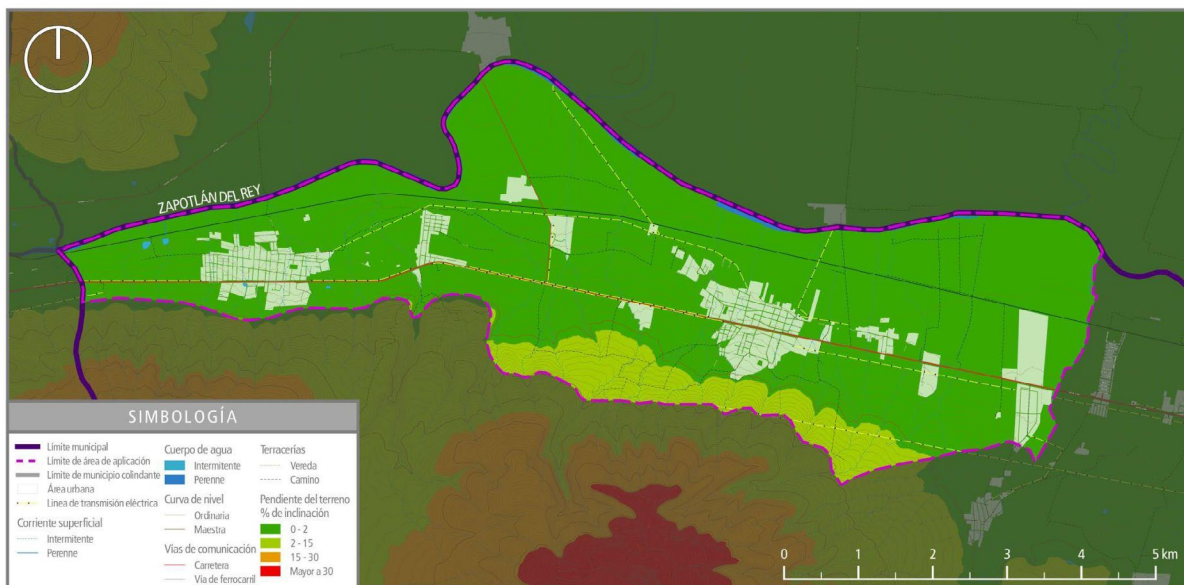 ZAPOTLÁN DEL REY
SIMBOLOGÍA
Límite municipal
Límite de área de aplicación
Límite de municipio colindante
Área urbana
Línea de transmisión eléctrica
Corriente superficial
Intermitente
Perenne
Cuerpo de agua
Intermitente
Perenne
Curva de nivel
Ordinaria
Maestra
Vías de comunicación
Carretera
Vía de ferrocarril
Terracerías
Vereda
Camino
Pendiente del terreno
% de inclinación
0 - 2
2 - 15
15 - 30
Mayor a 30
0 1 2 3 4 5 km